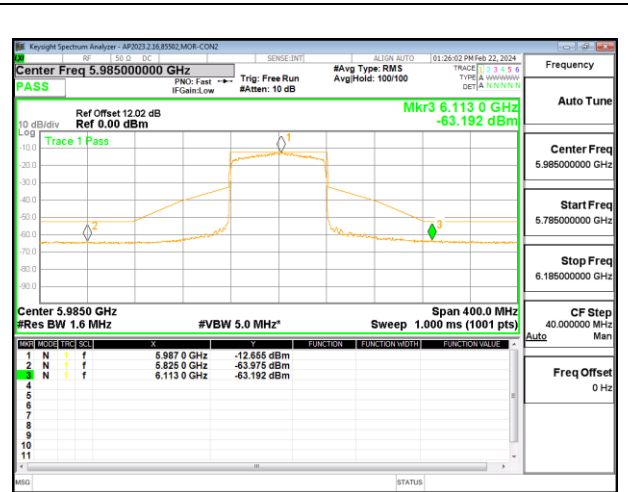 Keysight Spectrum Analyzer - AP2023.2.16,85502,MOR-CON2
RF 50 Ω DC SENSE:INT ALIGN AUTO 01:26:02 PM Feb 22, 2024
Center Freq 5.985000000 GHz #Avg Type: RMS TRACE 1 2 3 4 5 6
PASS PNO: Fast Trig: Free Run Avg|Hold: 100/100 TYPE A WWWWW
IFGain:Low #Atten: 10 dB DET A N N N N N
Ref Offset 12.02 dB Mkr3 6.113 0 GHz
10 dB/div Ref 0.00 dBm -63.192 dBm
Log
Trace 1 Pass
1
-10.0
-20.0
-30.0
-40.0
-50.0
2
3
-60.0
-70.0
-80.0
-90.0
Center 5.9850 GHz Span 400.0 MHz
#Res BW 1.6 MHz #VBW 5.0 MHz* Sweep 1.000 ms (1001 pts)
MKR MODE TRC SCL X Y FUNCTION FUNCTION WIDTH FUNCTION VALUE
1 N 1 f 5.987 0 GHz -12.655 dBm
2 N 1 f 5.825 0 GHz -63.975 dBm
3 N 1 f 6.113 0 GHz -63.192 dBm
4
5
6
7
8
9
10
11
MSG STATUS
Frequency
Auto Tune
Center Freq
5.985000000 GHz
Start Freq
5.785000000 GHz
Stop Freq
6.185000000 GHz
CF Step
40.000000 MHz
Auto Man
Freq Offset
0 Hz